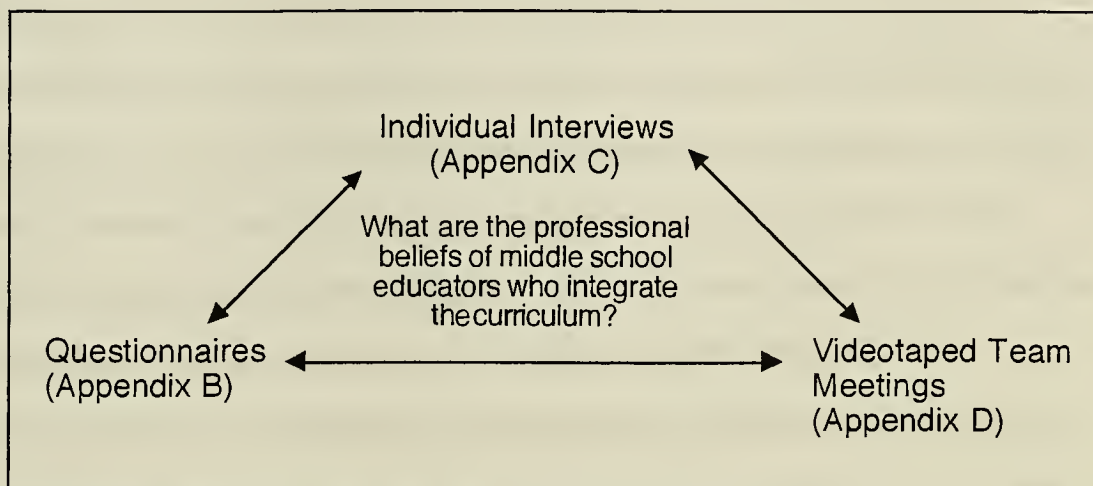 Individual Interviews
(Appendix C)
What are the professional
beliefs of middle school
educators who integrate
thecurriculum?
Questionnaires
(Appendix B)
Videotaped Team
Meetings
(Appendix D)